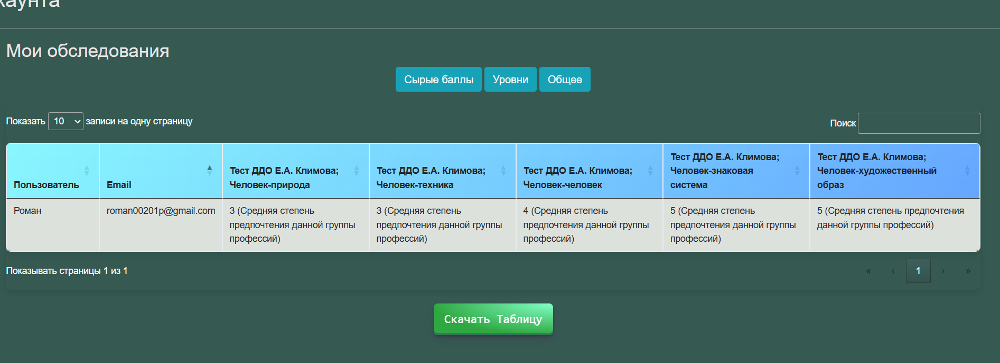 каунта
Мои обследования
Сырые баллы Уровни Общее
Показать 10 записи на одну страницу
Поиск
Пользователь
Email
Тест ДДО Е.А. Климова;
Человек-природа
Тест ДДО Е.А. Климова;
Человек-техника
Тест ДДО Е.А. Климова;
Человек-человек
Тест ДДО Е.А. Климова;
Человек-знаковая
система
Тест ДДО Е.А. Климова;
Человек-художественный
образ
Роман
roman00201p@gmail.com
3 (Средняя степень
предпочтения данной группы
профессий)
3 (Средняя степень
предпочтения данной группы
профессий)
4 (Средняя степень
предпочтения данной группы
профессий)
5 (Средняя степень
предпочтения данной группы
профессий)
5 (Средняя степень предпочтения
данной группы профессий)
Показывать страницы 1 из 1
« ‹ 1 › »
Скачать Таблицу